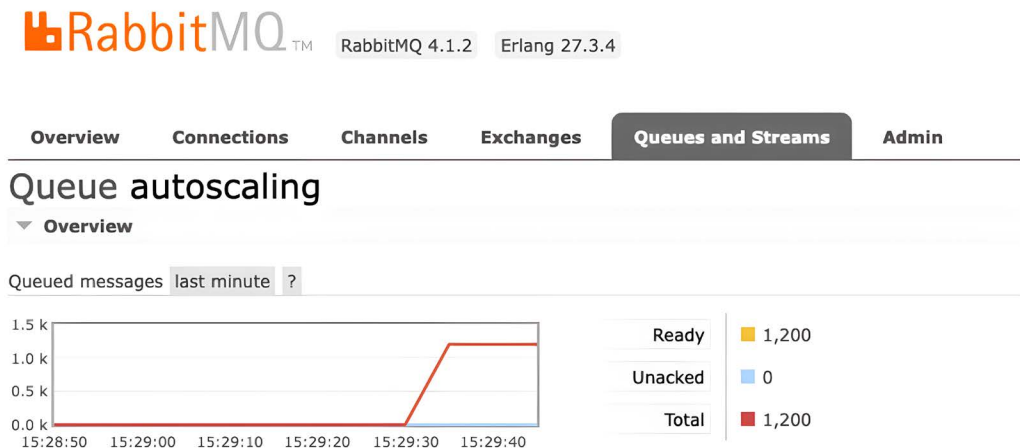 RabbitMQ TM RabbitMQ 4.1.2 Erlang 27.3.4
Overview Connections Channels Exchanges Queues and Streams Admin
Queue autoscaling
Overview
Queued messages last minute ?
1.5 k
1.0 k
0.5 k
0.0 k
15:28:50 15:29:00 15:29:10 15:29:20 15:29:30 15:29:40
Ready 1,200
Unacked 0
Total 1,200